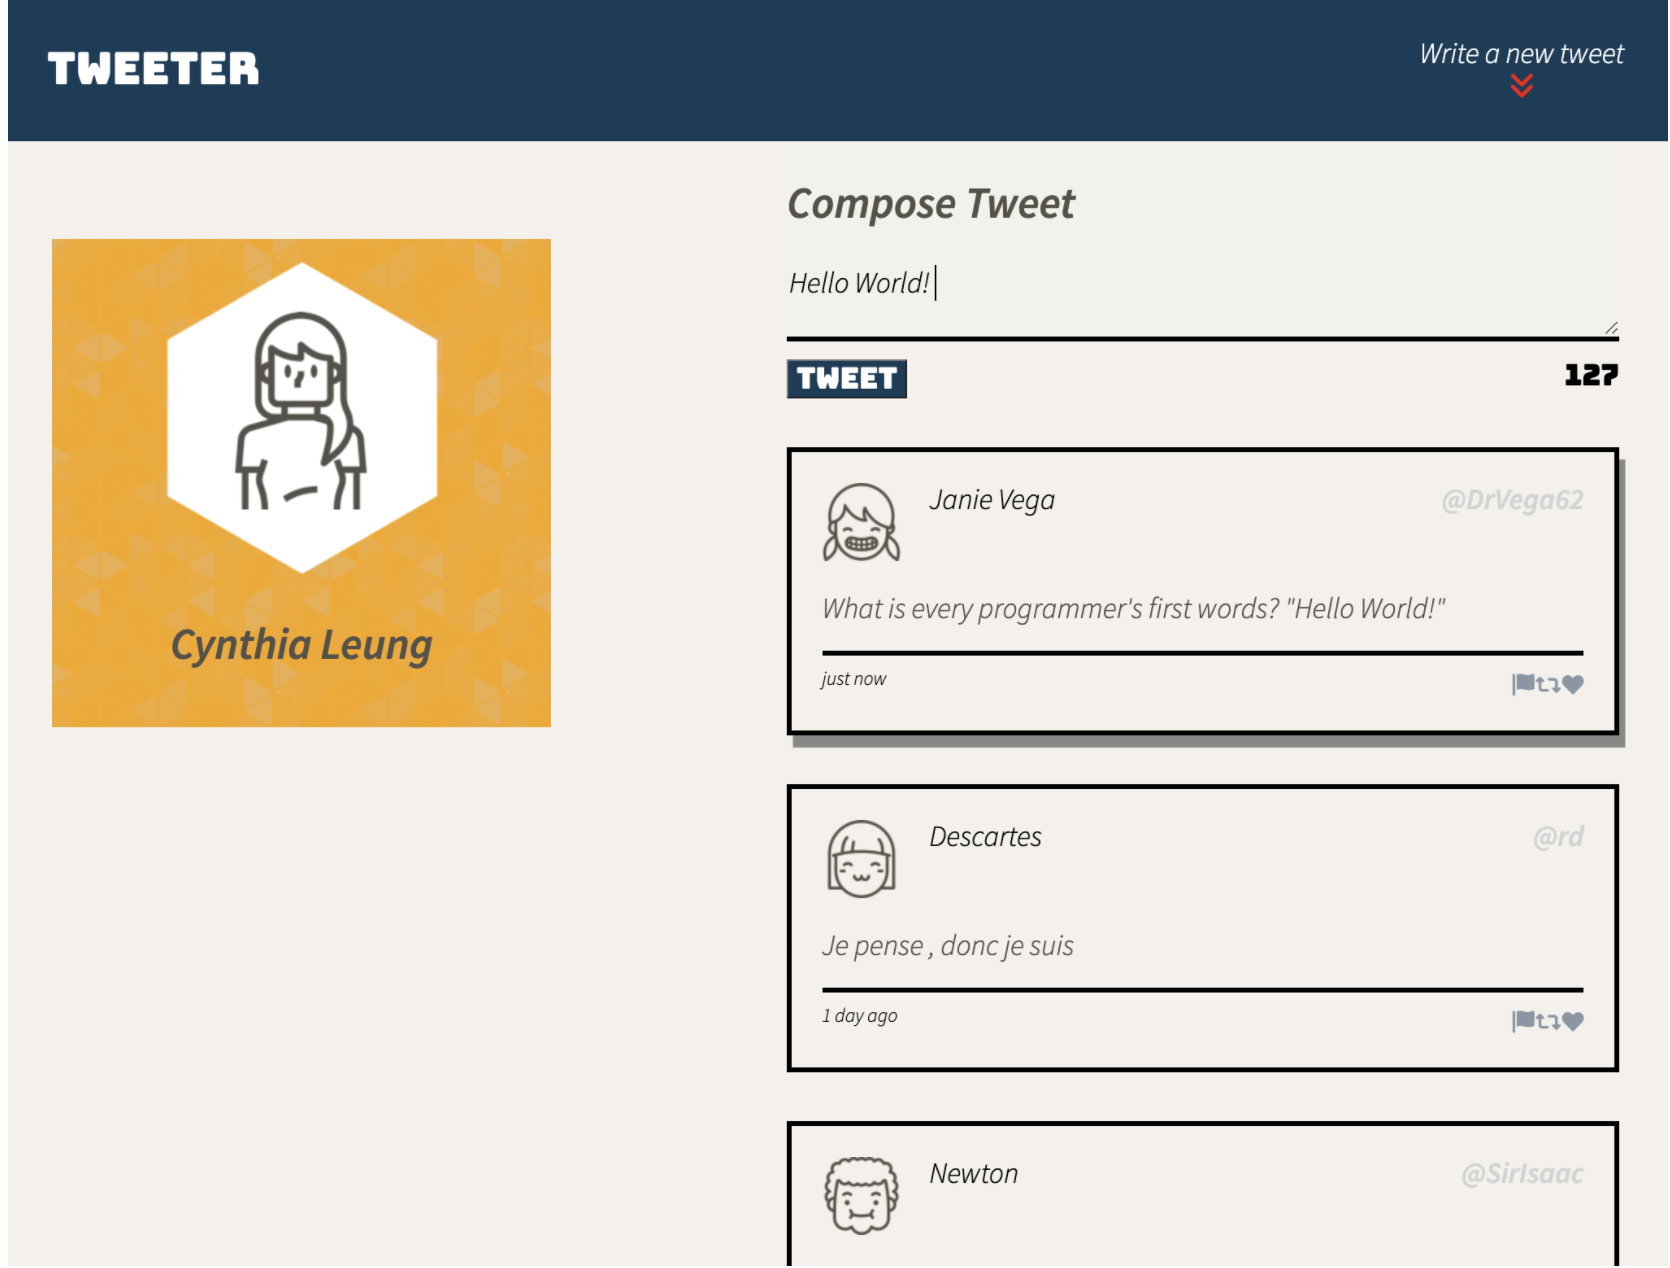 TWEETER
Write a new tweet
Cynthia Leung
Compose Tweet
Hello World!
TWEET
127
Janie Vega
@DrVega62
What is every programmer's first words? "Hello World!"
just now
Descartes
@rd
Je pense , donc je suis
1 day ago
Newton
@SirIsaac